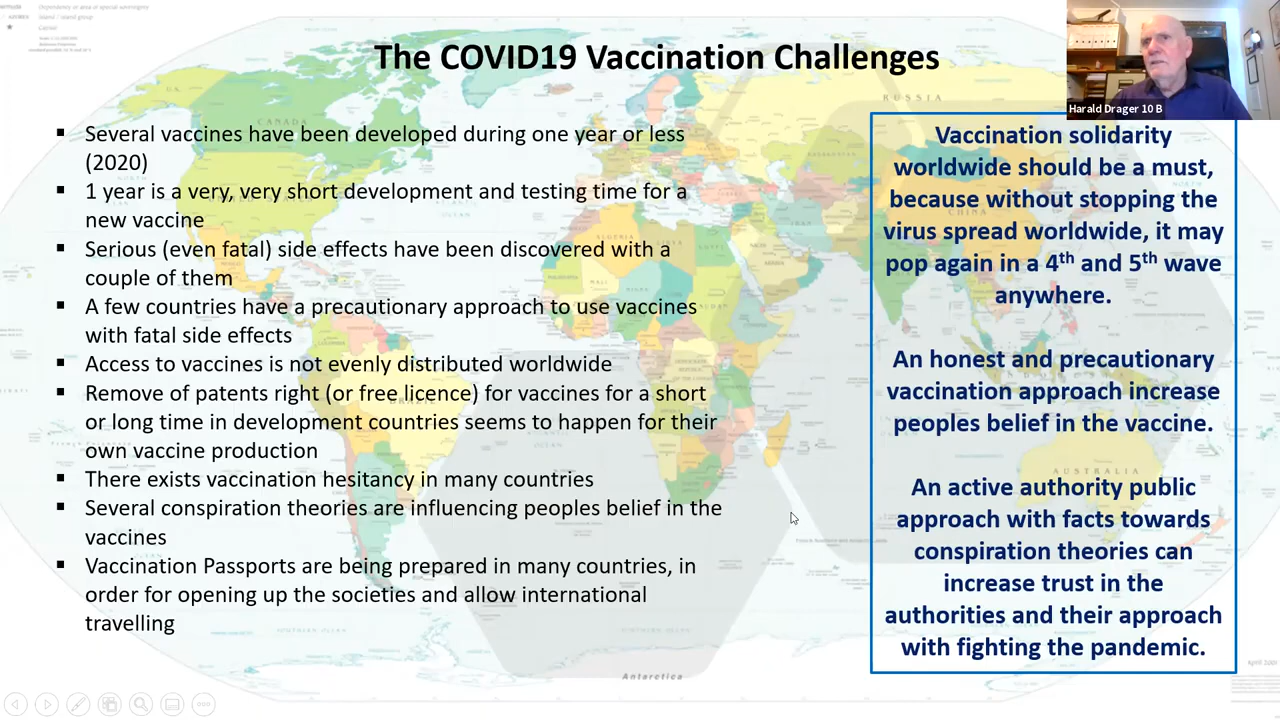 The COVID19 Vaccination Challenges
Harald Drager 10 B
▪ Several vaccines have been developed during one year or less
(2020)
▪ 1 year is a very, very short development and testing time for a
new vaccine
▪ Serious (even fatal) side effects have been discovered with a
couple of them
▪ A few countries have a precautionary approach to use vaccines
with fatal side effects
▪ Access to vaccines is not evenly distributed worldwide
▪ Remove of patents right (or free licence) for vaccines for a short
or long time in development countries seems to happen for their
own vaccine production
▪ There exists vaccination hesitancy in many countries
▪ Several conspiration theories are influencing peoples belief in the
vaccines
▪ Vaccination Passports are being prepared in many countries, in
order for opening up the societies and allow international
travelling
Vaccination solidarity
worldwide should be a must,
because without stopping the
virus spread worldwide, it may
pop again in a 4th and 5th wave
anywhere.
An honest and precautionary
vaccination approach increase
peoples belief in the vaccine.
An active authority public
approach with facts towards
conspiration theories can
increase trust in the
authorities and their approach
with fighting the pandemic.
RUSSIA
CANADA
CHINA
BRAZIL
AUSTRALIA
Antarctica